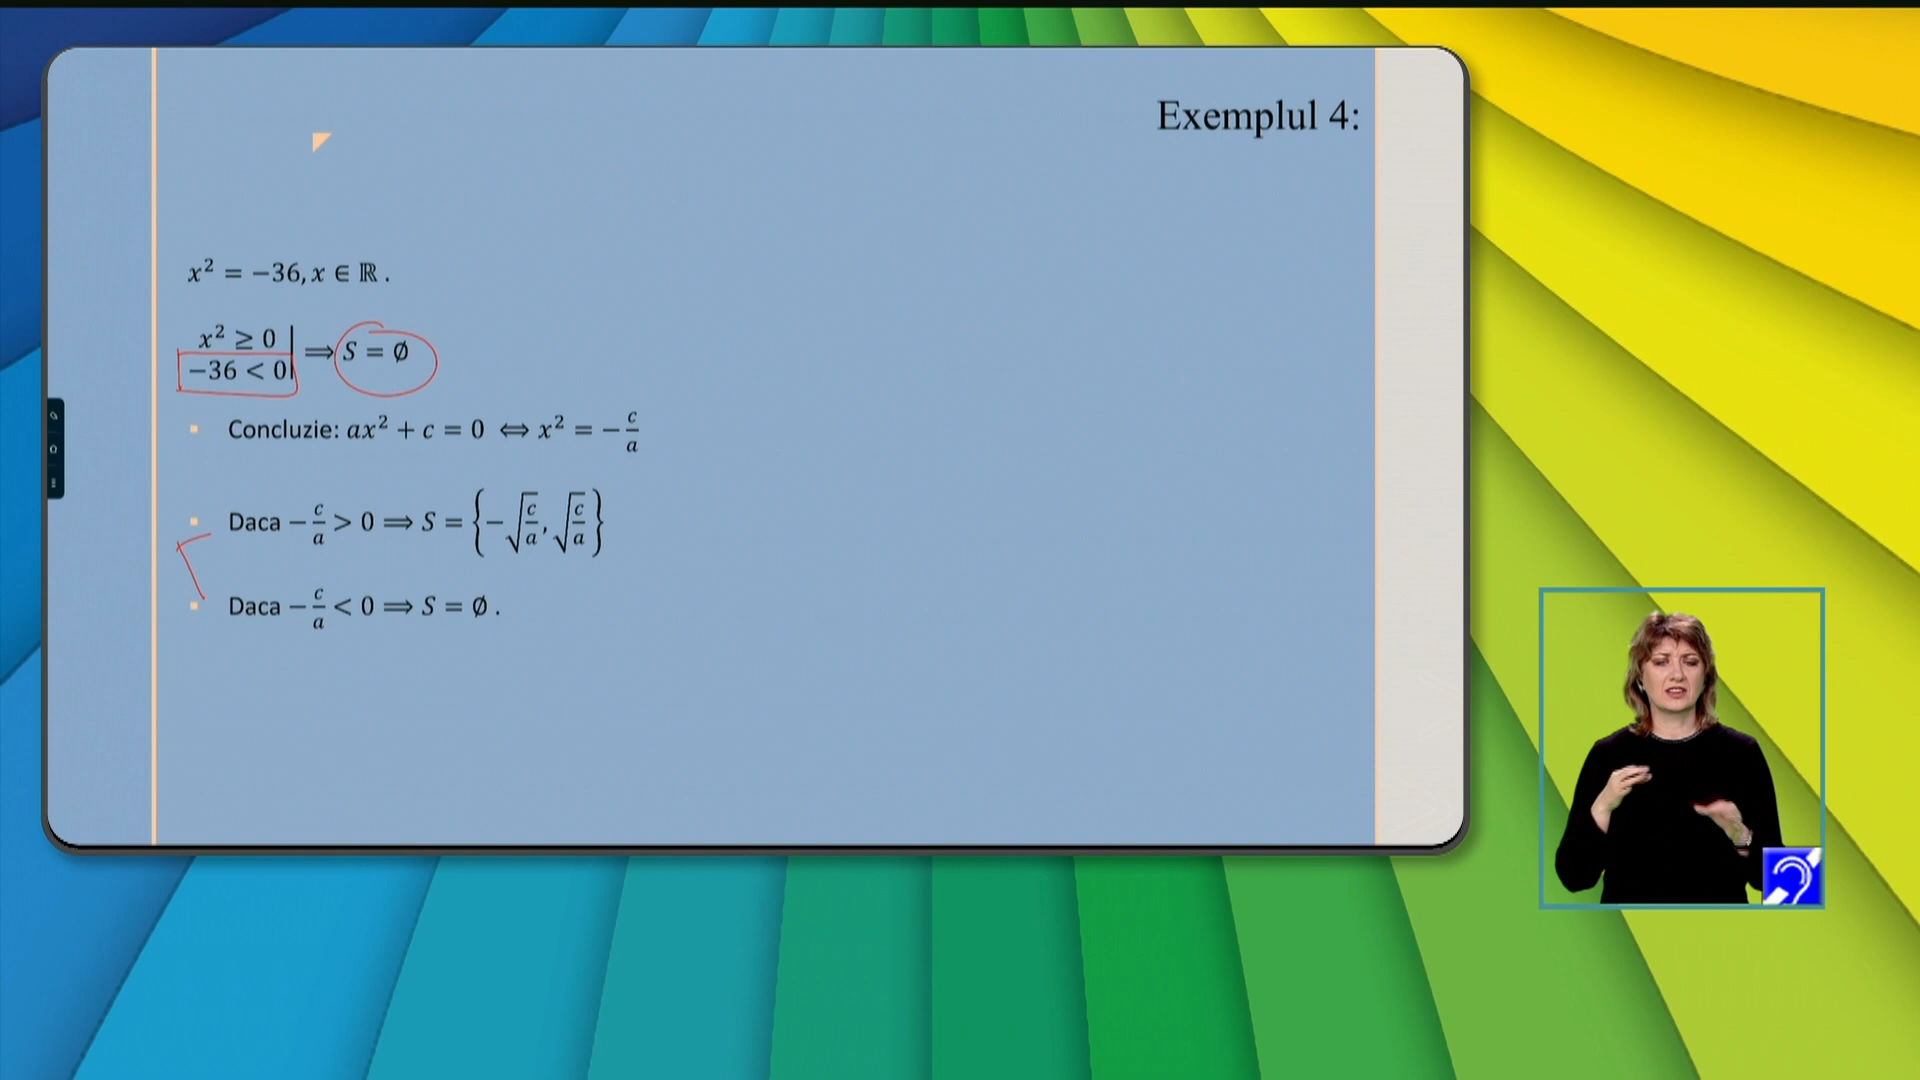 Exemplul 4:
x² = −36, x ∈ ℝ .
x² ≥ 0
−36 < 0 | ⟹ S = ∅
▪ Concluzie: ax² + c = 0 ⟺ x² = −c/a
▪ Daca −c/a > 0 ⟹ S = {−√(c/a), √(c/a)}
▪ Daca −c/a < 0 ⟹ S = ∅ .